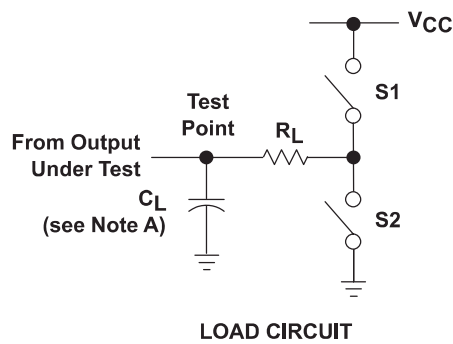 VCC
S1
Test
Point
RL
From Output
Under Test
CL
(see Note A)
S2
LOAD CIRCUIT